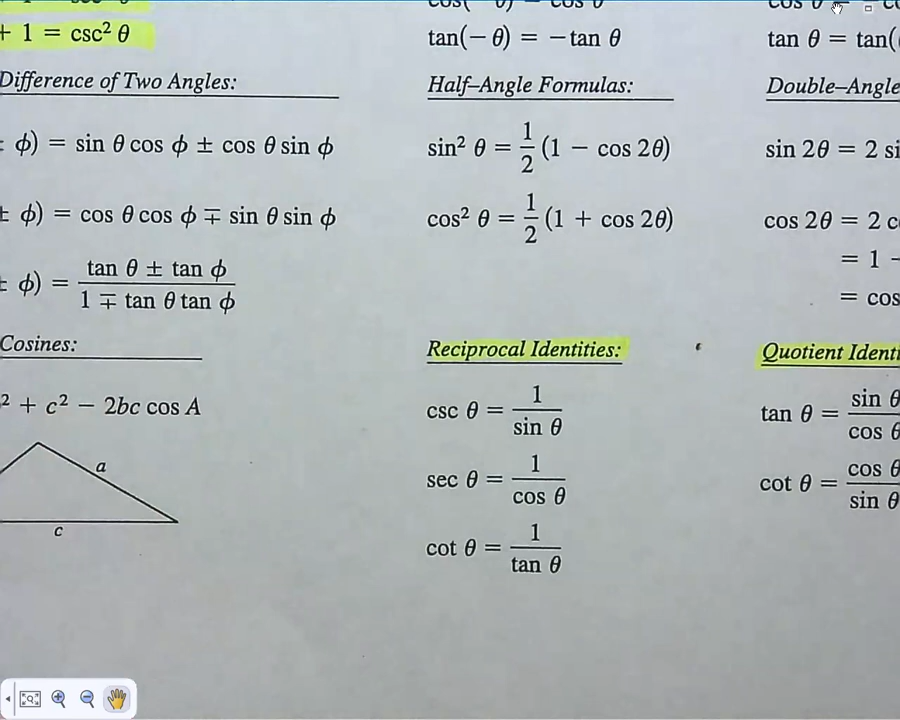 + 1 = csc² θ
Difference of Two Angles:
ϕ) = sin θ cos ϕ ± cos θ sin ϕ
± ϕ) = cos θ cos ϕ ∓ sin θ sin ϕ
± ϕ) = tan θ ± tan ϕ / 1 ∓ tan θ tan ϕ
Cosines:
² + c² − 2bc cos A
a
c
tan(− θ) = −tan θ
Half–Angle Formulas:
sin² θ = 1/2 (1 − cos 2θ)
cos² θ = 1/2 (1 + cos 2θ)
Reciprocal Identities:
csc θ = 1 / sin θ
sec θ = 1 / cos θ
cot θ = 1 / tan θ
tan θ = tan(
Double–Angle
sin 2θ = 2 si
cos 2θ = 2 c
= 1 −
= cos
Quotient Identi
tan θ = sin θ / cos θ
cot θ = cos θ / sin θ